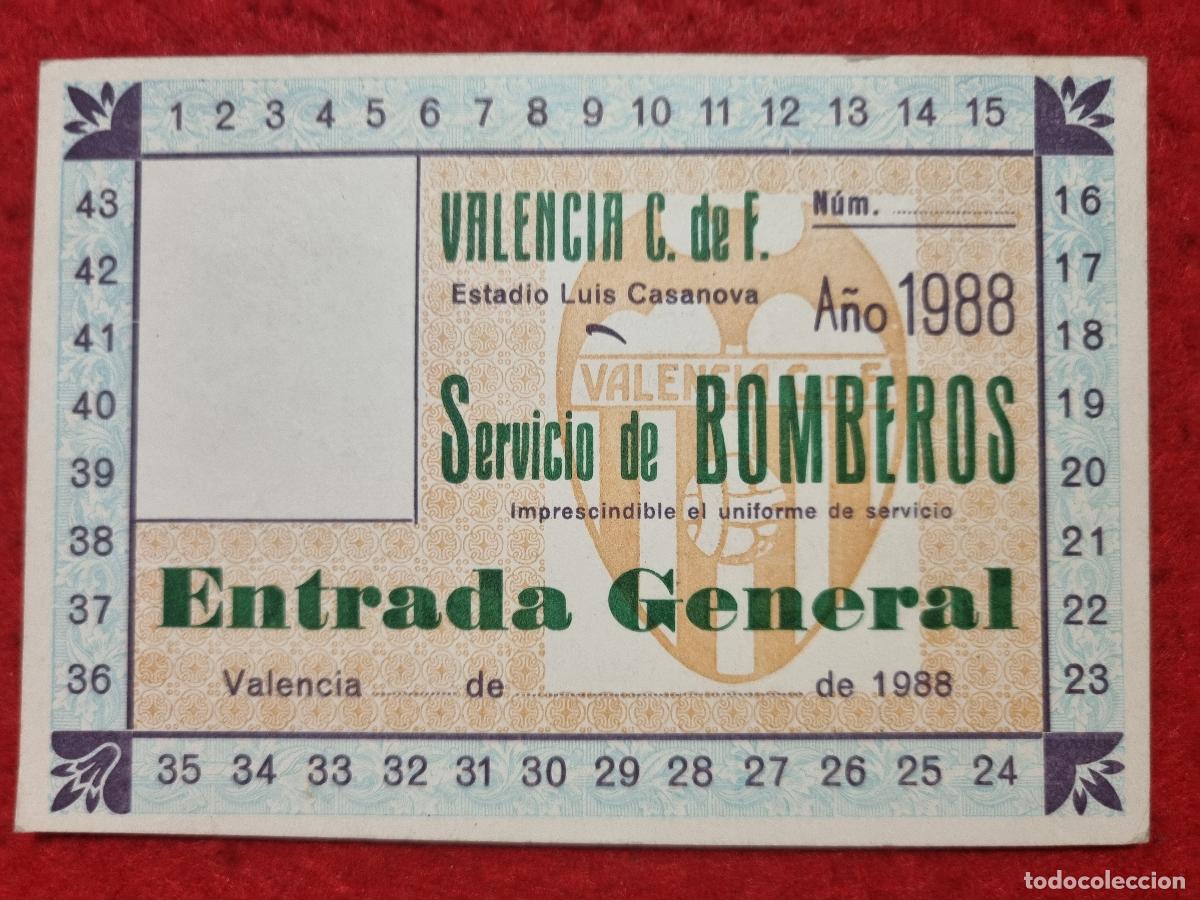 1 2 3 4 5 6 7 8 9 10 11 12 13 14 15
43
42
41
40
39
38
37
36
VALENCIA C. de F.
Núm.
Estadio Luis Casanova
Año 1988
VALENCIA C. de F.
Servicio de BOMBEROS
Imprescindible el uniforme de servicio
Entrada General
Valencia ........ de ........................ de 1988
16
17
18
19
20
21
22
23
35 34 33 32 31 30 29 28 27 26 25 24
todocoleccion